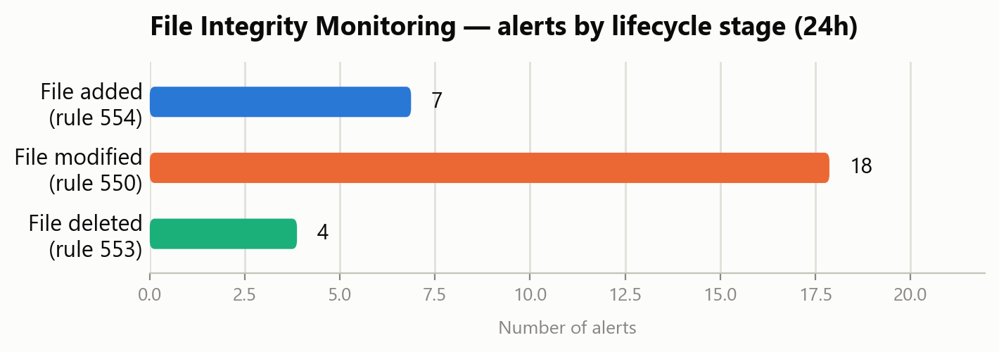 File Integrity Monitoring — alerts by lifecycle stage (24h)
File added
(rule 554)
7
File modified
(rule 550)
18
File deleted
(rule 553)
4
0.0 2.5 5.0 7.5 10.0 12.5 15.0 17.5 20.0
Number of alerts